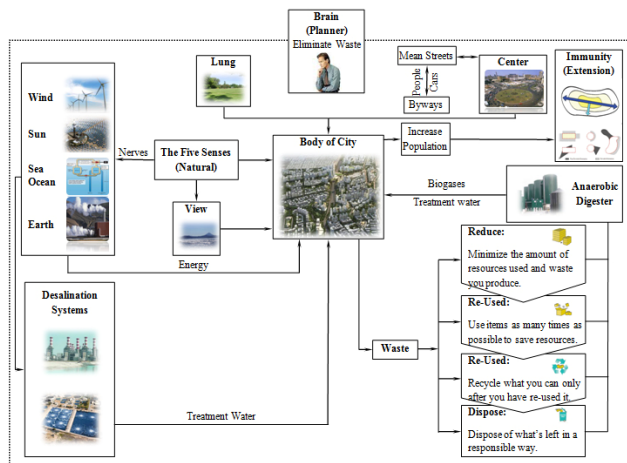 Brain
(Planner)
Eliminate Waste
Lung
Mean Streets
People
Cars
Byways
Center
Immunity
(Extension)
Wind
Sun
Sea
Ocean
Earth
Nerves
The Five Senses
(Natural)
View
Energy
Body of City
Increase
Population
Biogases
Treatment water
Anaerobic
Digester
Desalination
Systems
Treatment Water
Waste
Reduce:
Minimize the amount of
resources used and waste
you produce.
Re-Used:
Use items as many times as
possible to save resources.
Re-Used:
Recycle what you can only
after you have re-used it.
Dispose:
Dispose of what's left in a
responsible way.